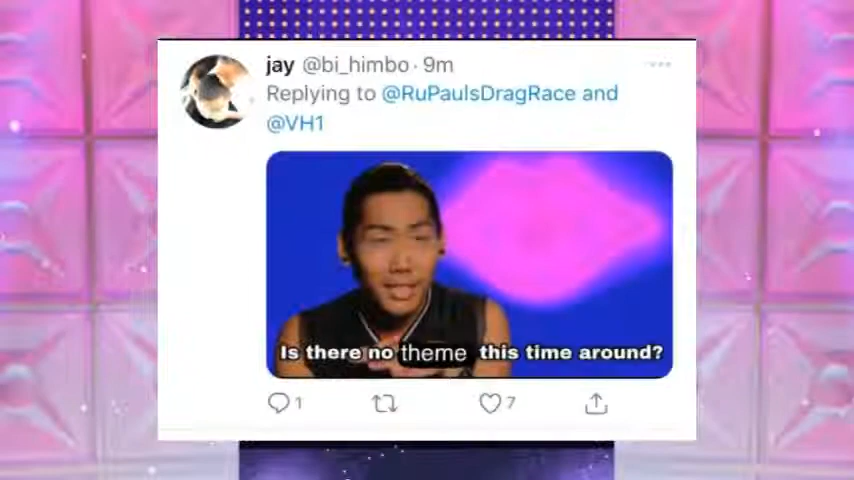 jay @bi_himbo · 9m
Replying to @RuPaulsDragRace and
@VH1
Is there no theme this time around?
1 7